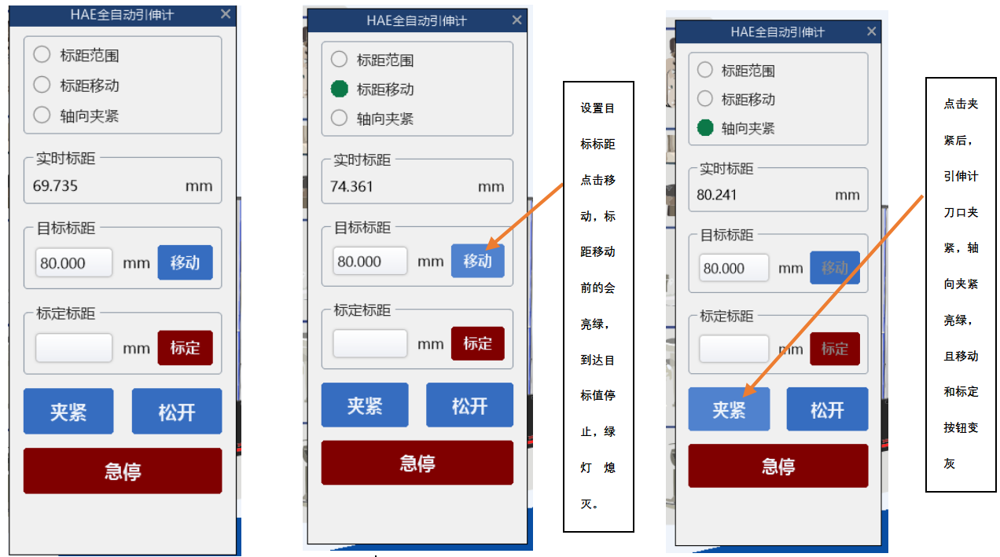 HAE全自动引伸计
标距范围
标距移动
轴向夹紧
实时标距
69.735 mm
目标标距
80.000 mm 移动
标定标距
mm 标定
夹紧 松开
急停
HAE全自动引伸计
标距范围
标距移动
轴向夹紧
实时标距
74.361 mm
目标标距
80.000 mm 移动
标定标距
mm 标定
夹紧 松开
急停
设置目
标标距
点击移
动，标
距移动
前的会
亮绿，
到达目
标值停
止，绿
灯 熄
灭。
HAE全自动引伸计
标距范围
标距移动
轴向夹紧
实时标距
80.241 mm
目标标距
80.000 mm 移动
标定标距
mm 标定
夹紧 松开
急停
点击夹
紧后，
引伸计
刀口夹
紧，轴
向夹紧
亮绿，
且移动
和标定
按钮变
灰